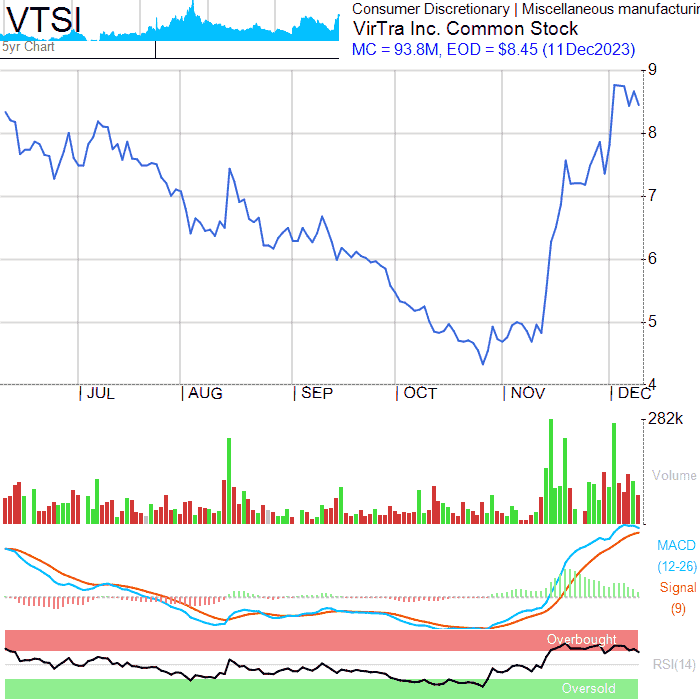 VTSI
5yr Chart
Consumer Discretionary | Miscellaneous manufacturin
VirTra Inc. Common Stock
MC = 93.8M, EOD = $8.45 (11Dec2023)
9
8
7
6
5
4
JUL AUG SEP OCT NOV DEC
282k
Volume
MACD
(12-26)
Signal
(9)
Overbought
RSI(14)
Oversold